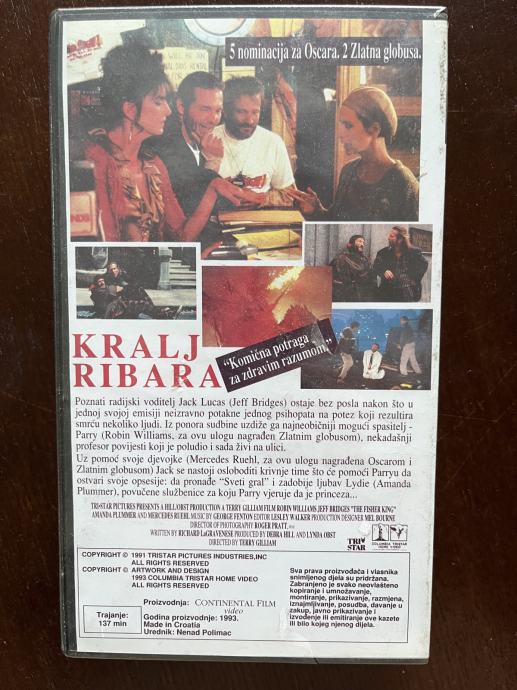 5 nominacija za Oscara. 2 Zlatna globusa.
KRALJ
RIBARA
"Komična potraga
za zdravim razumom."
Poznati radijski voditelj Jack Lucas (Jeff Bridges) ostaje bez posla nakon što u
jednoj svojoj emisiji neizravno potakne jednog psihopata na potez koji rezultira
smrću nekoliko ljudi. Iz ponora sudbine uzdiže ga najneobičniji mogući spasitelj -
Parry (Robin Williams, za ovu ulogu nagrađen Zlatnim globusom), nekadašnji
profesor povijesti koji je poludio i sada živi na ulici.
Uz pomoć svoje djevojke (Mercedes Ruehl, za ovu ulogu nagrađena Oscarom i
Zlatnim globusom) Jack se nastoji osloboditi krivnje time što će pomoći Parryu da
ostvari svoje opsesije: da pronađe "Sveti gral" i zadobije ljubav Lydie (Amanda
Plummer), povučene službenice za koju Parry vjeruje da je princeza...
TRI-STAR PICTURES PRESENTS A HILL/OBST PRODUCTION A TERRY GILLIAM FILM ROBIN WILLIAMS JEFF BRIDGES "THE FISHER KING"
AMANDA PLUMMER AND MERCEDES RUEHL MUSIC BY GEORGE FENTON EDITOR LESLEY WALKER PRODUCTION DESIGNER MEL BOURNE
DIRECTOR OF PHOTOGRAPHY ROGER PRATT,
WRITTEN BY RICHARD LaGRAVENESE PRODUCED BY DEBRA HILL AND LYNDA OBST
DIRECTED BY TERRY GILLIAM
TRI
STAR
COLUMBIA TRISTAR
HOME VIDEO
COPYRIGHT © 1991 TRISTAR PICTURES INDUSTRIES,INC
ALL RIGHTS RESERVED
COPYRIGHT © ARTWORK AND DESIGN
1993 COLUMBIA TRISTAR HOME VIDEO
ALL RIGHTS RESERVED
Trajanje:
137 min
Proizvodnja: CONTINENTAL FILM
video
Godina proizvodnje: 1993.
Made in Croatia
Urednik: Nenad Polimac
Sva prava proizvođača i vlasnika
snimljenog djela su pridržana.
Zabranjeno je svako neovlašteno
kopiranje i umnožavanje,
montiranje, prikazivanje, razmjena,
iznajmljivanje, posudba, davanje u
zakup, javno prikazivanje i
izvođenje ili emitiranje ove kazete
ili bilo kojeg njenog dijela.